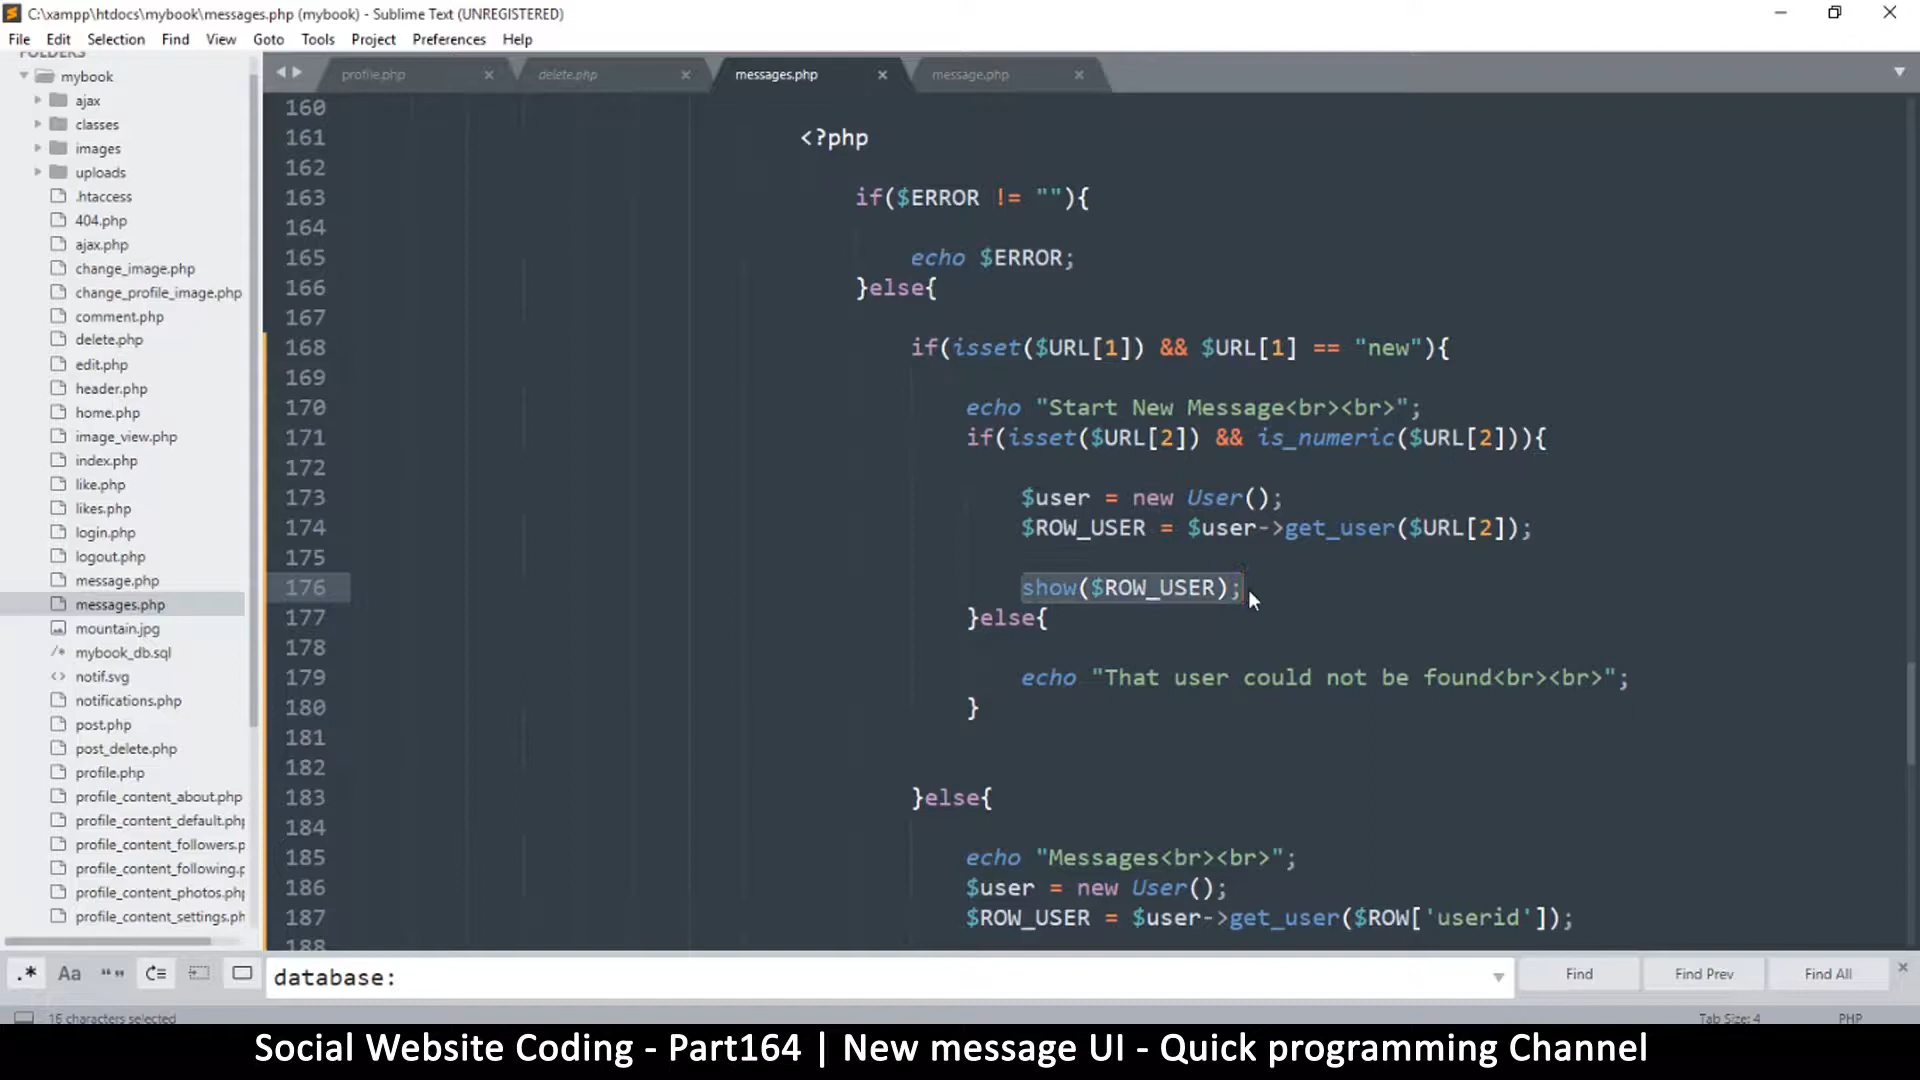 C:\xampp\htdocs\mybook\messages.php (mybook) - Sublime Text (UNREGISTERED)
File Edit Selection Find View Goto Tools Project Preferences Help
FOLDERS
mybook
ajax
classes
images
uploads
.htaccess
404.php
ajax.php
change_image.php
change_profile_image.php
comment.php
delete.php
edit.php
header.php
home.php
image_view.php
index.php
like.php
likes.php
login.php
logout.php
message.php
messages.php
mountain.jpg
mybook_db.sql
notif.svg
notifications.php
post.php
post_delete.php
profile.php
profile_content_about.php
profile_content_default.php
profile_content_followers.p
profile_content_following.p
profile_content_photos.php
profile_content_settings.ph
profile.php delete.php messages.php message.php
160
161 <?php
162
163 if($ERROR != ""){
164
165 echo $ERROR;
166 }else{
167
168 if(isset($URL[1]) && $URL[1] == "new"){
169
170 echo "Start New Message<br><br>";
171 if(isset($URL[2]) && is_numeric($URL[2])){
172
173 $user = new User();
174 $ROW_USER = $user->get_user($URL[2]);
175
176 show($ROW_USER);
177 }else{
178
179 echo "That user could not be found<br><br>";
180 }
181
182
183 }else{
184
185 echo "Messages<br><br>";
186 $user = new User();
187 $ROW_USER = $user->get_user($ROW['userid']);
188
.* Aa "" database: Find Find Prev Find All
16 characters selected Tab Size: 4 PHP
Social Website Coding - Part164 | New message UI - Quick programming Channel